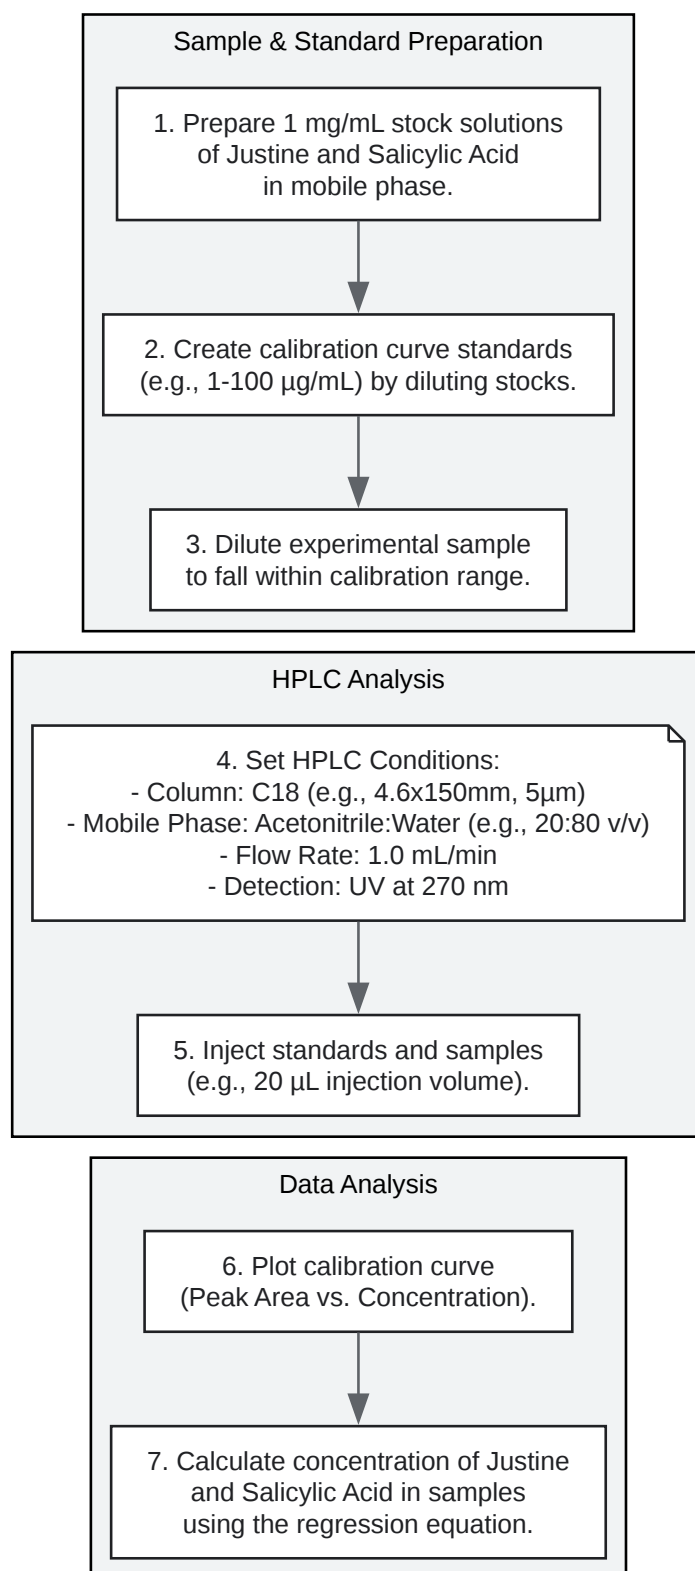 Sample & Standard Preparation
1. Prepare 1 mg/mL stock solutions
of Justine and Salicylic Acid
in mobile phase.
2. Create calibration curve standards
(e.g., 1-100 µg/mL) by diluting stocks.
3. Dilute experimental sample
to fall within calibration range.
HPLC Analysis
4. Set HPLC Conditions:
- Column: C18 (e.g., 4.6x150mm, 5µm)
- Mobile Phase: Acetonitrile:Water (e.g., 20:80 v/v)
- Flow Rate: 1.0 mL/min
- Detection: UV at 270 nm
5. Inject standards and samples
(e.g., 20 µL injection volume).
Data Analysis
6. Plot calibration curve
(Peak Area vs. Concentration).
7. Calculate concentration of Justine
and Salicylic Acid in samples
using the regression equation.